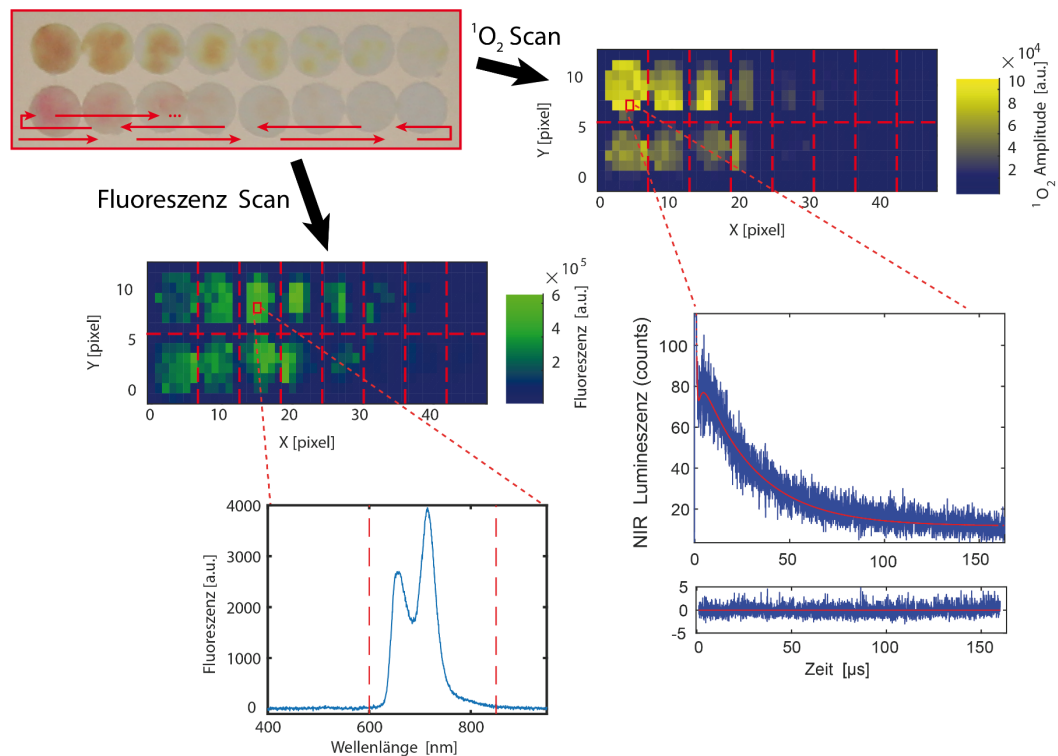 ...
¹O₂ Scan
Fluoreszenz Scan
10
5
0
Y [pixel]
0 10 20 30 40
X [pixel]
× 10⁴
10
8
6
4
2
¹O₂ Amplitude [a.u.]
10
5
0
Y [pixel]
0 10 20 30 40
X [pixel]
× 10⁵
6
4
2
Fluoreszenz [a.u.]
4000
3000
2000
1000
0
Fluoreszenz [a.u.]
400 600 800
Wellenlänge [nm]
100
80
60
40
20
NIR Lumineszenz (counts)
0 50 100 150
5
0
-5
0 50 100 150
Zeit [µs]